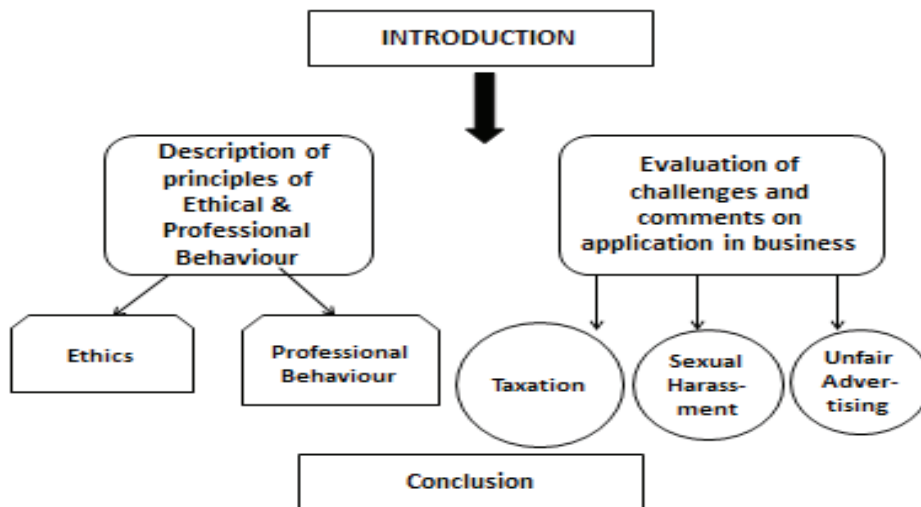 INTRODUCTION
Description of
principles of
Ethical &
Professional
Behaviour
Evaluation of
challenges and
comments on
application in business
Ethics
Professional
Behaviour
Taxation
Sexual
Harass-
ment
Unfair
Adver-
tising
Conclusion